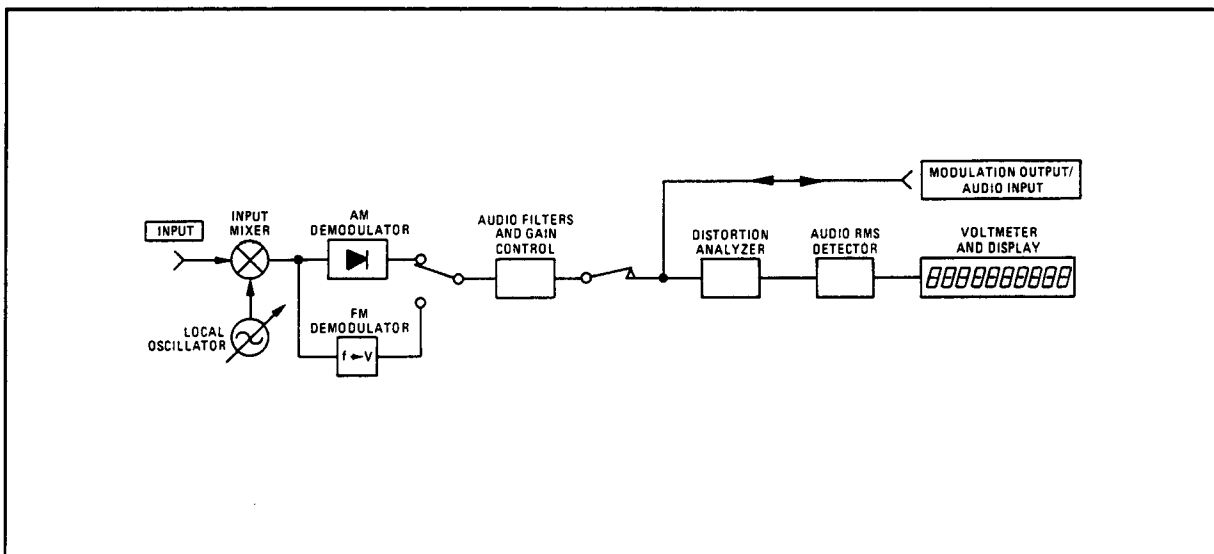 INPUT
INPUT
MIXER
LOCAL
OSCILLATOR
AM
DEMODULATOR
FM
DEMODULATOR
f←V
AUDIO FILTERS
AND GAIN
CONTROL
MODULATION OUTPUT/
AUDIO INPUT
DISTORTION
ANALYZER
AUDIO RMS
DETECTOR
VOLTMETER
AND DISPLAY
8888888888